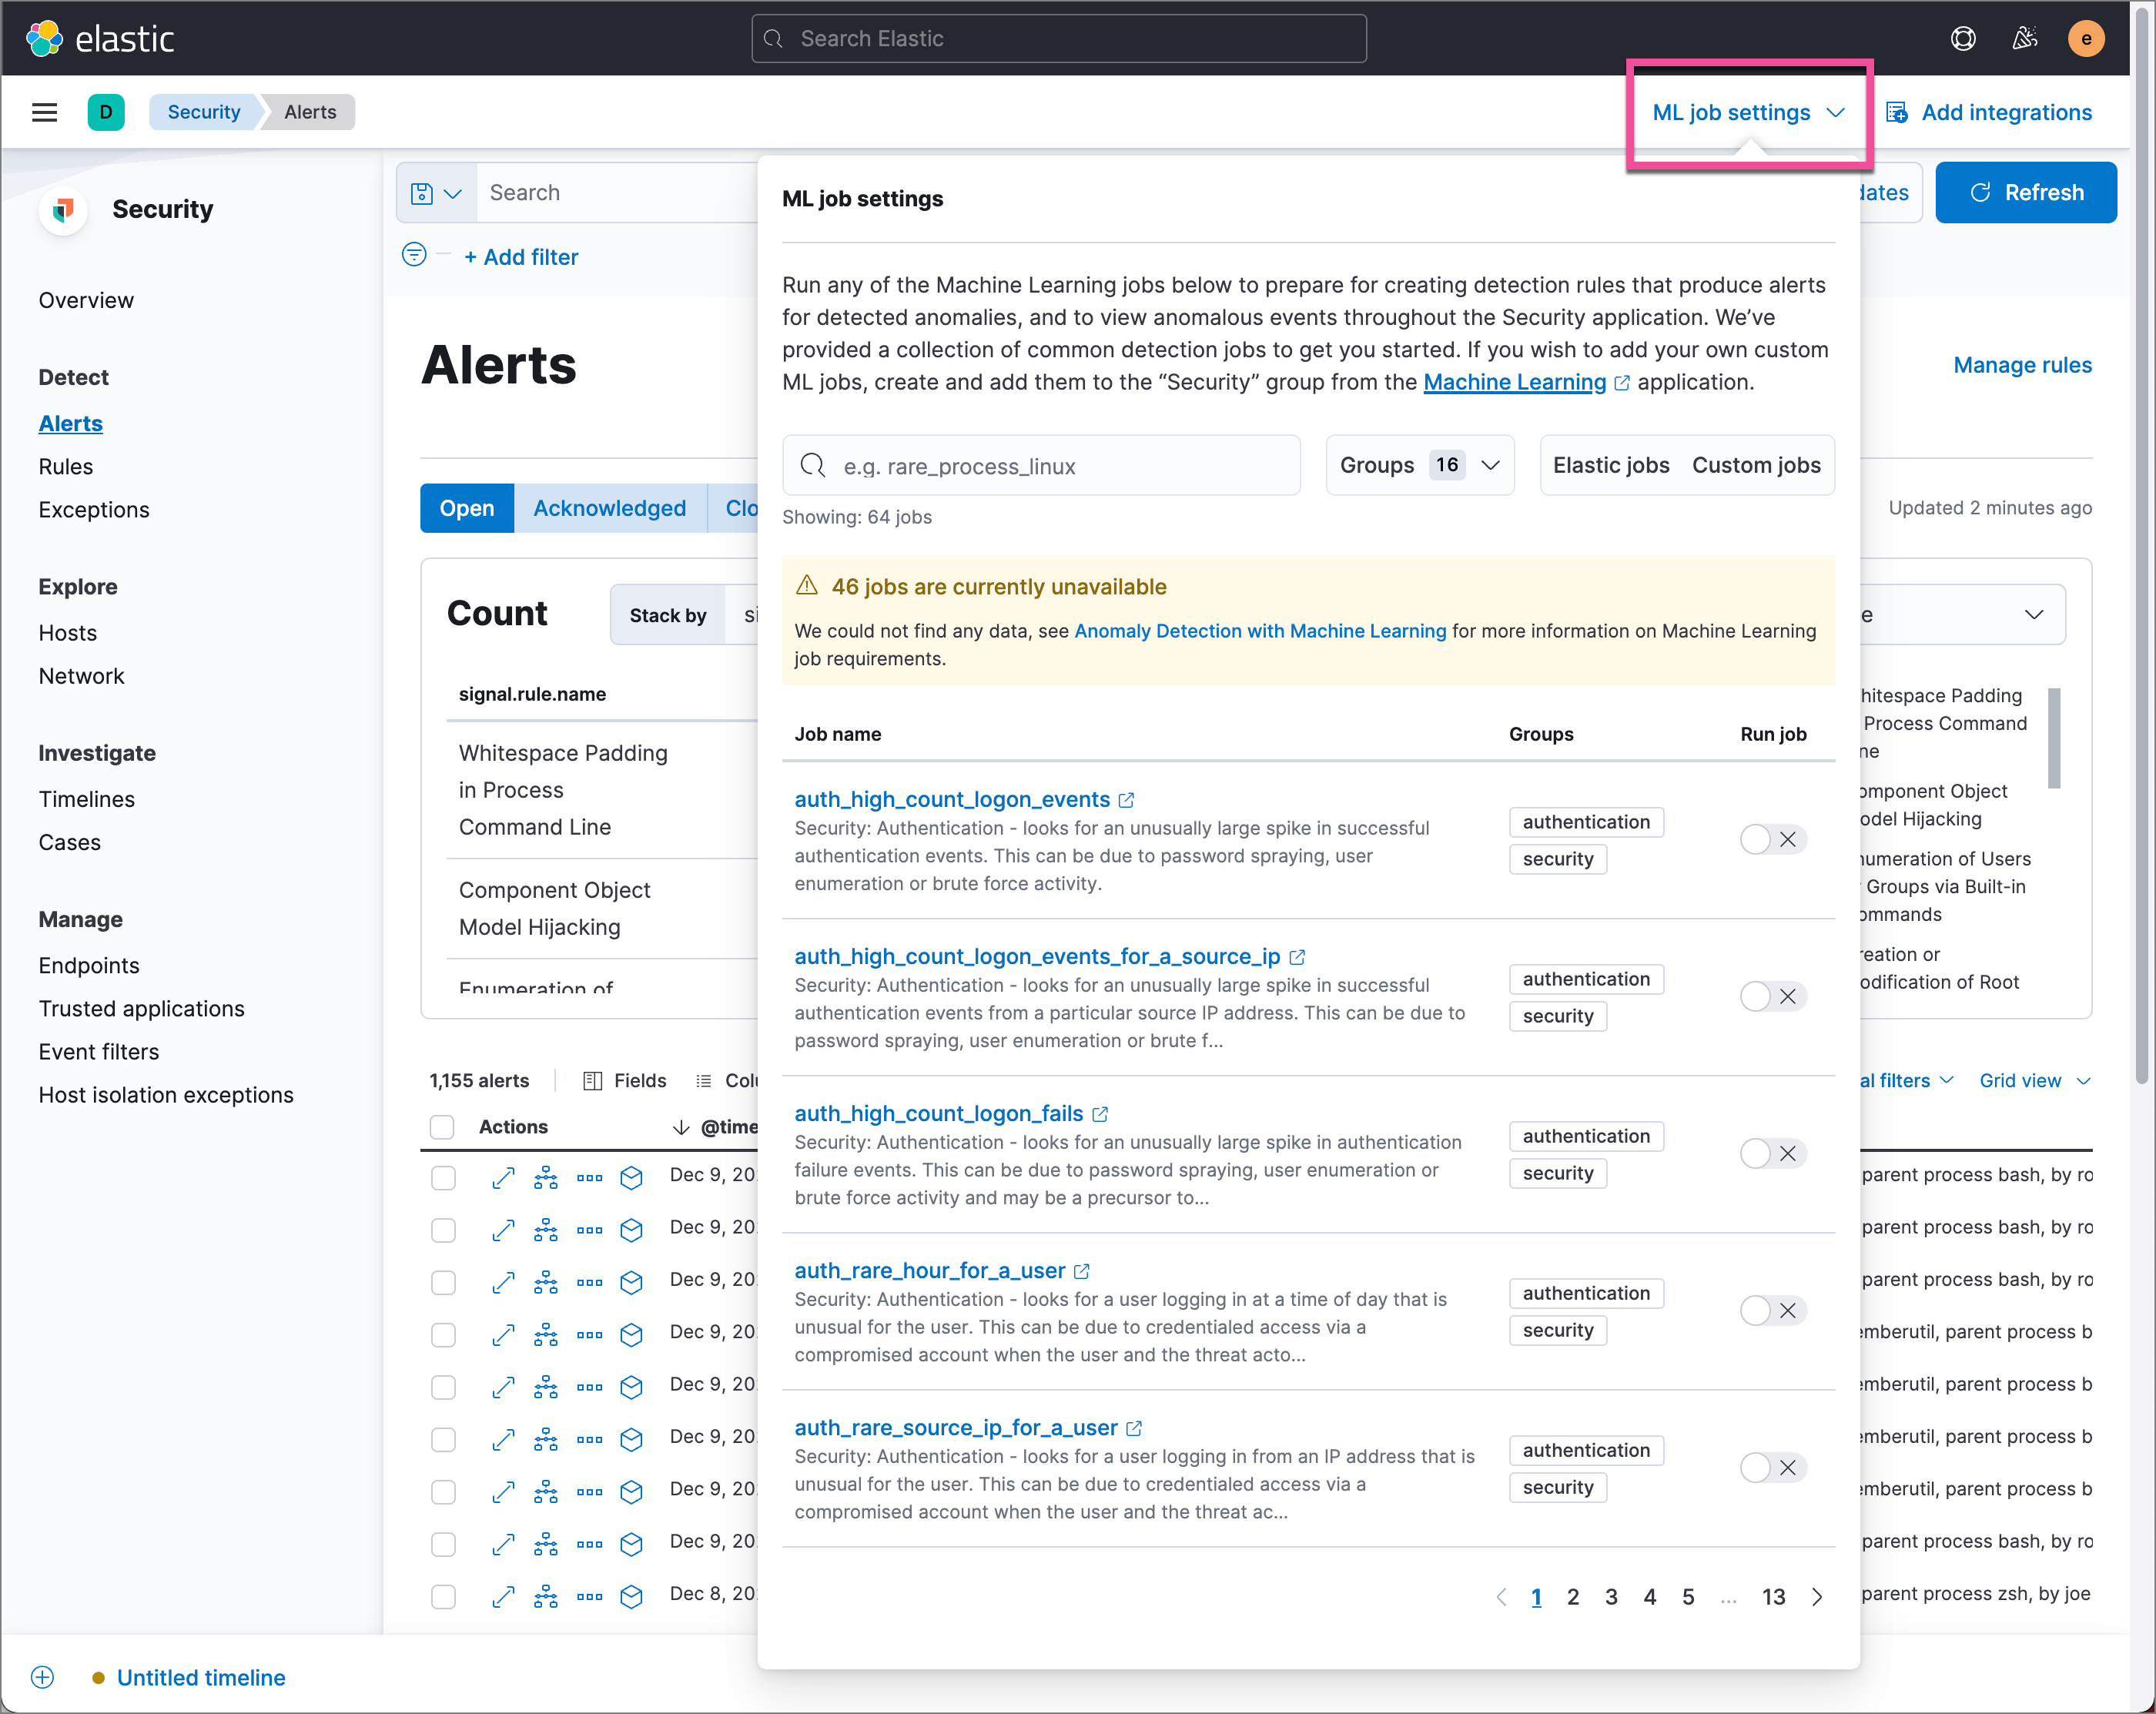 elastic
Search Elastic
e
D
Security
Alerts
ML job settings
Add integrations
Security
Overview
Detect
Alerts
Rules
Exceptions
Explore
Hosts
Network
Investigate
Timelines
Cases
Manage
Endpoints
Trusted applications
Event filters
Host isolation exceptions
Search
+ Add filter
dates
Refresh
Alerts
Manage rules
Open
Acknowledged
Clo
Updated 2 minutes ago
Count
Stack by
si
signal.rule.name
Whitespace Padding
in Process
Command Line
Component Object
Model Hijacking
Enumeration of
1,155 alerts
Fields
Colu
Actions
@time
Dec 9, 20
Dec 9, 20
Dec 9, 20
Dec 9, 20
Dec 9, 20
Dec 9, 20
Dec 9, 20
Dec 9, 20
Dec 8, 20
ML job settings
Run any of the Machine Learning jobs below to prepare for creating detection rules that produce alerts
for detected anomalies, and to view anomalous events throughout the Security application. We’ve
provided a collection of common detection jobs to get you started. If you wish to add your own custom
ML jobs, create and add them to the “Security” group from the Machine Learning application.
e.g. rare_process_linux
Groups 16
Elastic jobs
Custom jobs
Showing: 64 jobs
46 jobs are currently unavailable
We could not find any data, see Anomaly Detection with Machine Learning for more information on Machine Learning
job requirements.
Job name
Groups
Run job
auth_high_count_logon_events
Security: Authentication - looks for an unusually large spike in successful
authentication events. This can be due to password spraying, user
enumeration or brute force activity.
authentication
security
auth_high_count_logon_events_for_a_source_ip
Security: Authentication - looks for an unusually large spike in successful
authentication events from a particular source IP address. This can be due to
password spraying, user enumeration or brute f...
authentication
security
auth_high_count_logon_fails
Security: Authentication - looks for an unusually large spike in authentication
failure events. This can be due to password spraying, user enumeration or
brute force activity and may be a precursor to...
authentication
security
auth_rare_hour_for_a_user
Security: Authentication - looks for a user logging in at a time of day that is
unusual for the user. This can be due to credentialed access via a
compromised account when the user and the threat acto...
authentication
security
auth_rare_source_ip_for_a_user
Security: Authentication - looks for a user logging in from an IP address that is
unusual for the user. This can be due to credentialed access via a
compromised account when the user and the threat ac...
authentication
security
1 2 3 4 5 ... 13
e
hitespace Padding
Process Command
ne
omponent Object
odel Hijacking
numeration of Users
Groups via Built-in
ommands
reation or
odification of Root
al filters
Grid view
parent process bash, by ro
parent process bash, by ro
parent process bash, by ro
emberutil, parent process b
emberutil, parent process b
emberutil, parent process b
emberutil, parent process b
parent process bash, by ro
parent process zsh, by joe
Untitled timeline